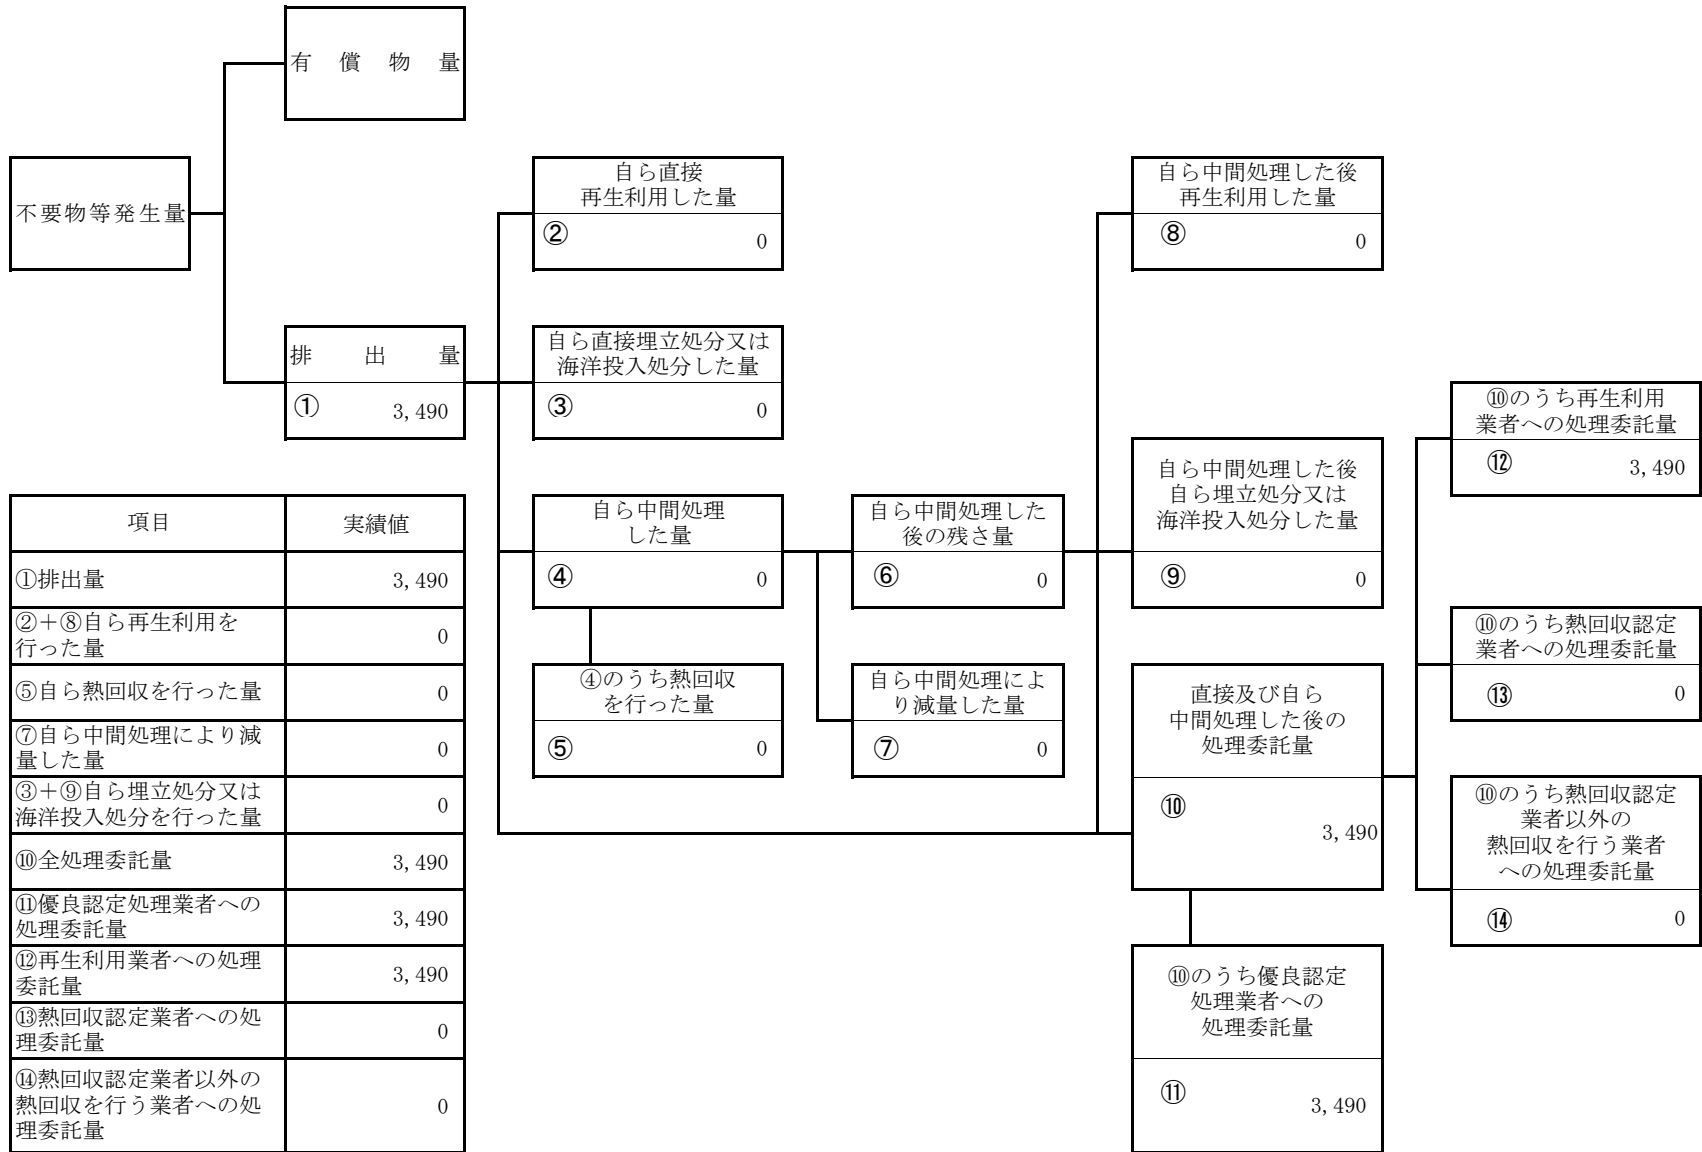 有償物量
不要物等発生量
自ら直接
再生利用した量
② 0
自ら中間処理した後
再生利用した量
⑧ 0
排出量
① 3,490
自ら直接埋立処分又は
海洋投入処分した量
③ 0
⑩のうち再生利用
業者への処理委託量
⑫ 3,490
自ら中間処理
した量
④ 0
自ら中間処理した
後の残さ量
⑥ 0
自ら中間処理した後
自ら埋立処分又は
海洋投入処分した量
⑨ 0
⑩のうち熱回収認定
業者への処理委託量
⑬ 0
④のうち熱回収
を行った量
⑤ 0
自ら中間処理によ
り減量した量
⑦ 0
直接及び自ら
中間処理した後の
処理委託量
⑩ 3,490
⑩のうち熱回収認定
業者以外の
熱回収を行う業者
への処理委託量
⑭ 0
⑩のうち優良認定
処理業者への
処理委託量
⑪ 3,490
項目 実績値
①排出量 3,490
②＋⑧自ら再生利用を
行った量 0
⑤自ら熱回収を行った量 0
⑦自ら中間処理により減
量した量 0
③＋⑨自ら埋立処分又は
海洋投入処分を行った量 0
⑩全処理委託量 3,490
⑪優良認定処理業者への
処理委託量 3,490
⑫再生利用業者への処理
委託量 3,490
⑬熱回収認定業者への処
理委託量 0
⑭熱回収認定業者以外の
熱回収を行う業者への処
理委託量 0